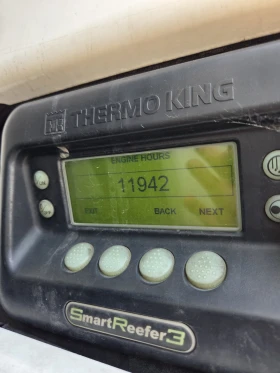 THERMO KING
ENGINE HOURS
11942
EXIT BACK NEXT
SMARTREEFER3